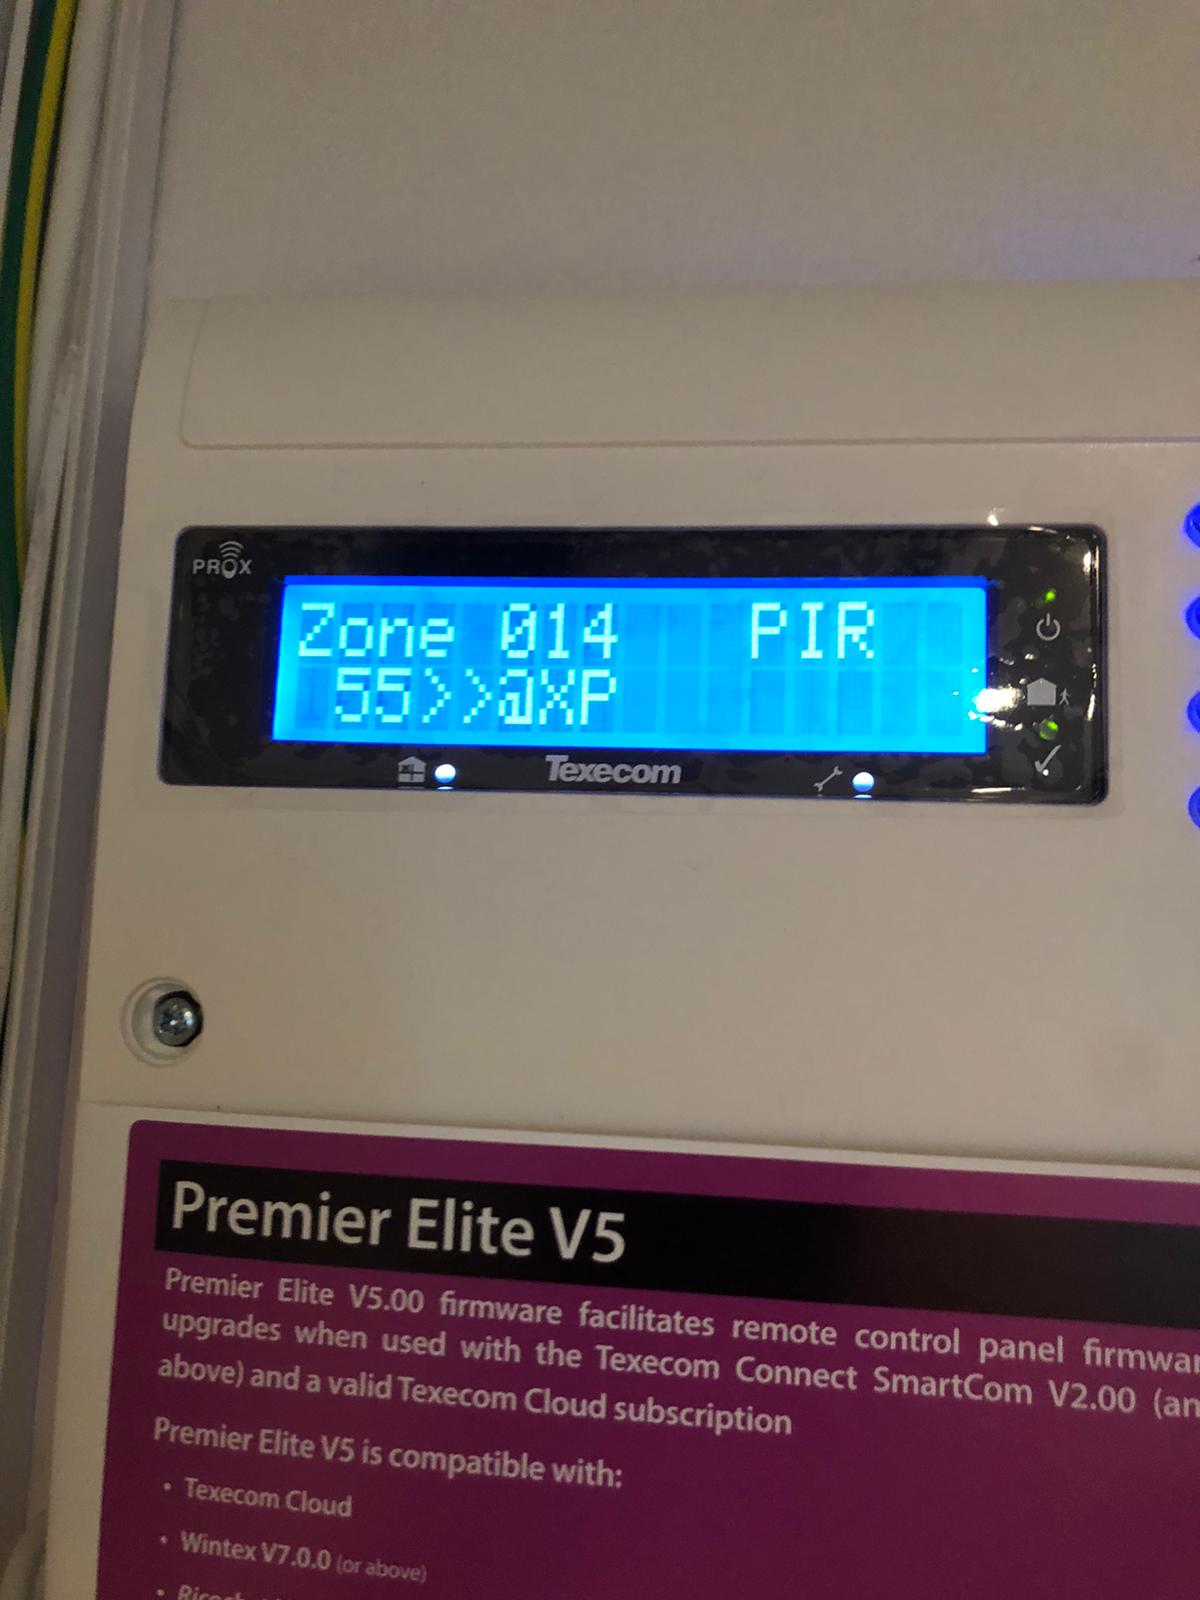 PROX
Zone 014 PIR
55>>@XP
Texecom
Premier Elite V5
Premier Elite V5.00 firmware facilitates remote control panel
upgrades when used with the Texecom Connect SmartCom V2.00
above) and a valid Texecom Cloud subscription
Premier Elite V5 is compatible with:
• Texecom Cloud
• Wintex V7.0.0 (or above)